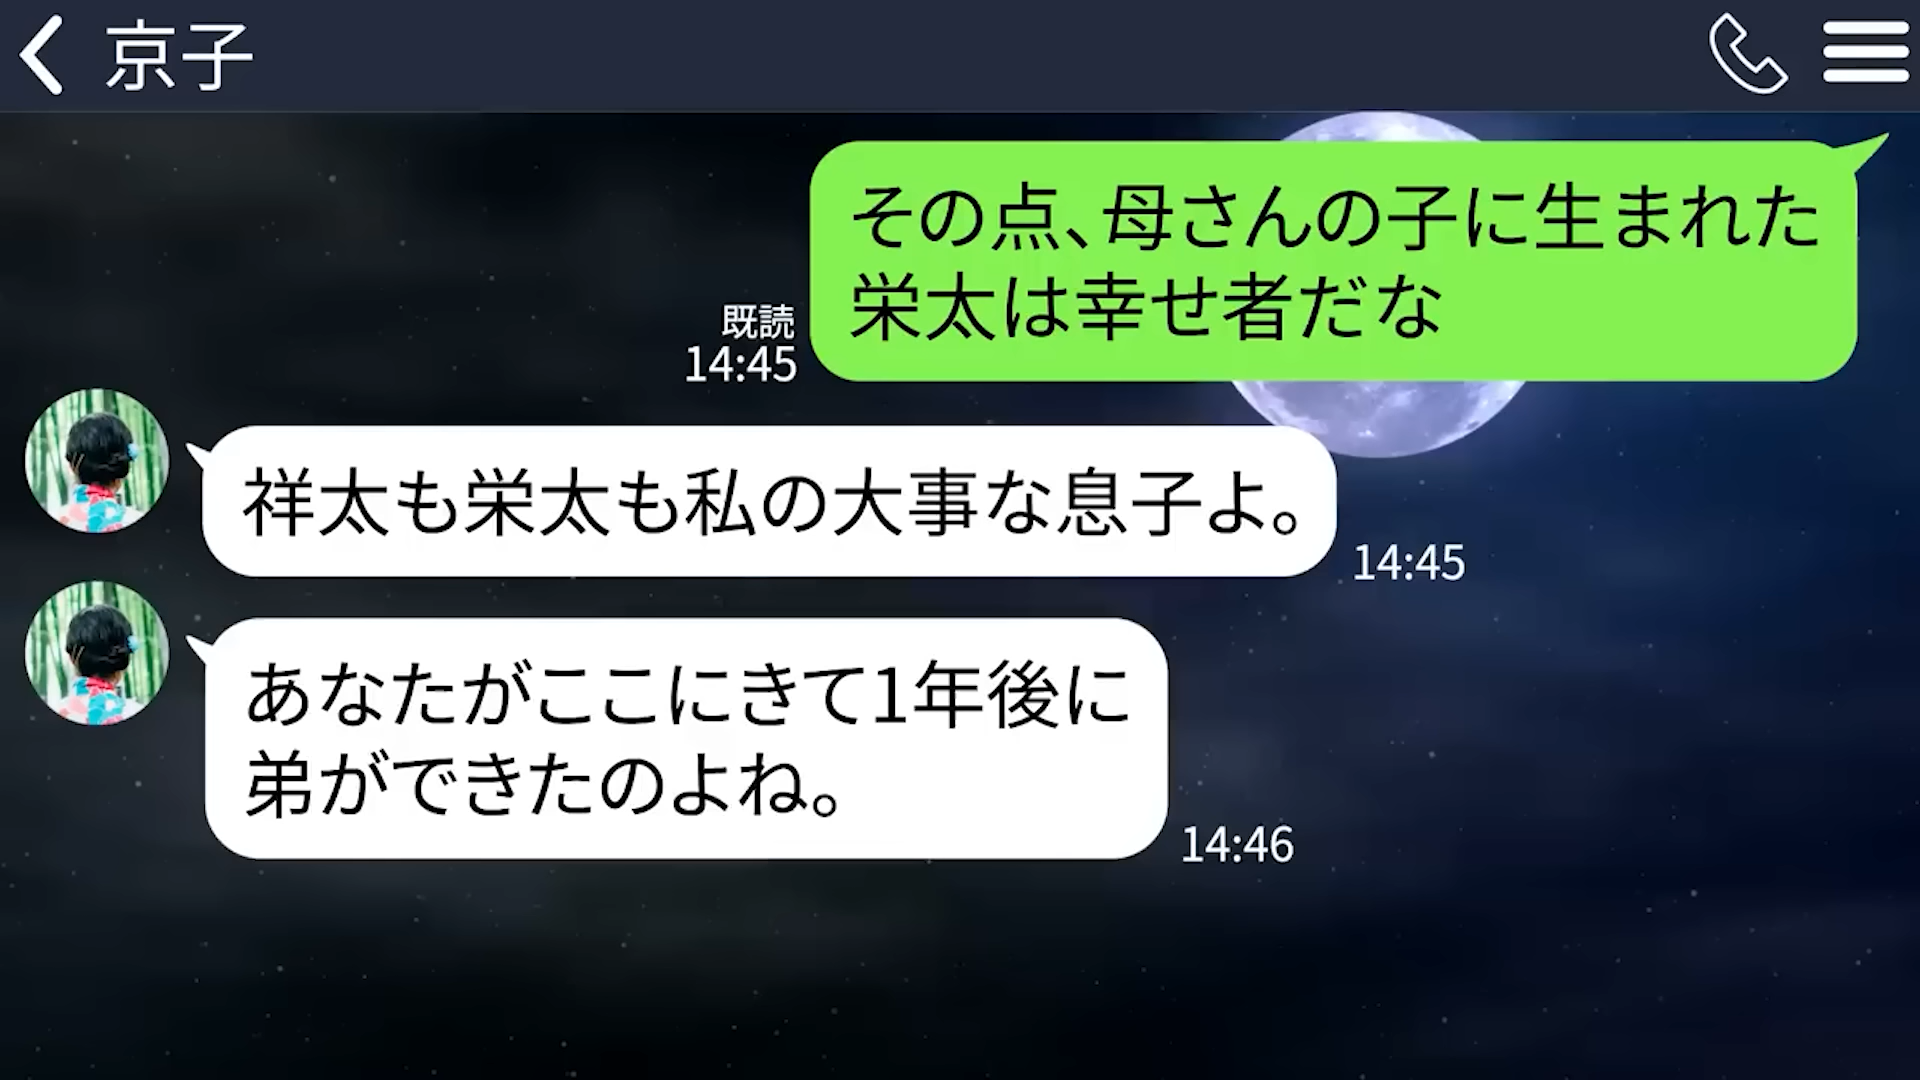 京子
その点、母さんの子に生まれた
栄太は幸せ者だな
既読
14:45
祥太も栄太も私の大事な息子よ。
14:45
あなたがここにきて1年後に
弟ができたのよね。
14:46